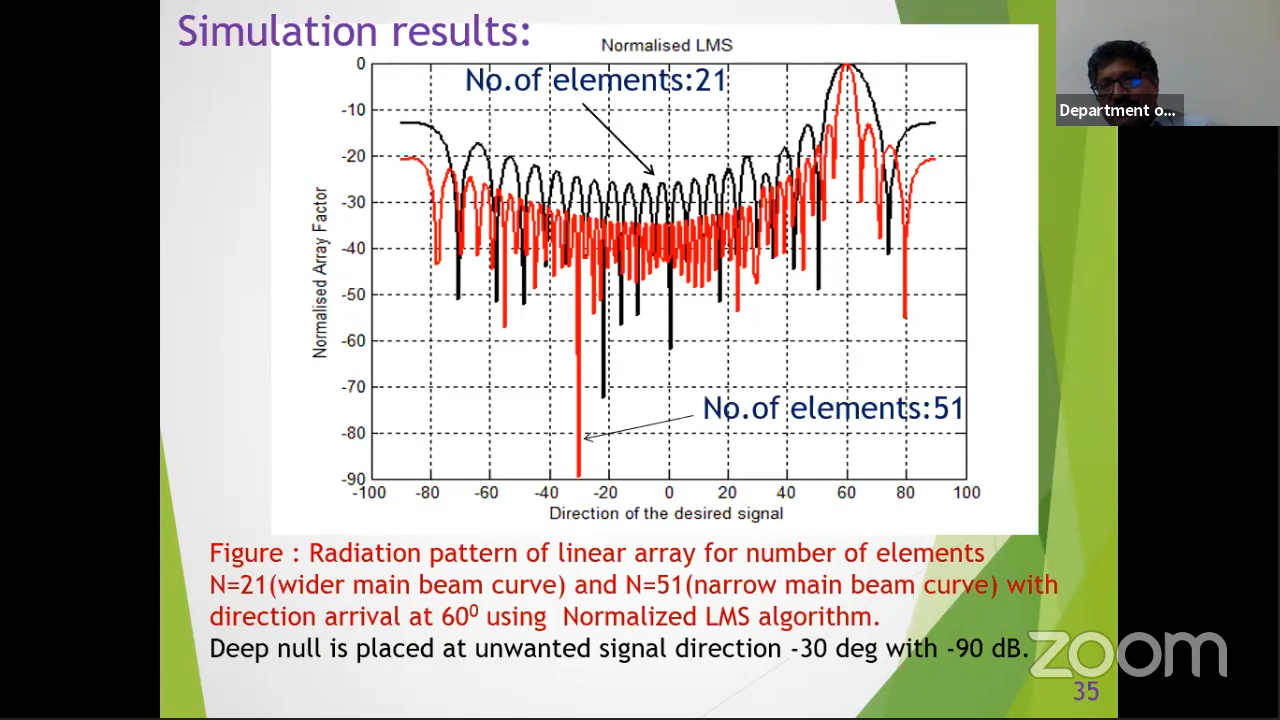 Simulation results:
Normalised LMS
No.of elements:21
Department o...
0
-10
-20
-30
-40
-50
-60
-70
-80
-90
Normalised Array Factor
No.of elements:51
-100 -80 -60 -40 -20 0 20 40 60 80 100
Direction of the desired signal
Figure : Radiation pattern of linear array for number of elements
N=21(wider main beam curve) and N=51(narrow main beam curve) with
direction arrival at 60⁰ using Normalized LMS algorithm.
Deep null is placed at unwanted signal direction -30 deg with -90 dB.
zoom
35